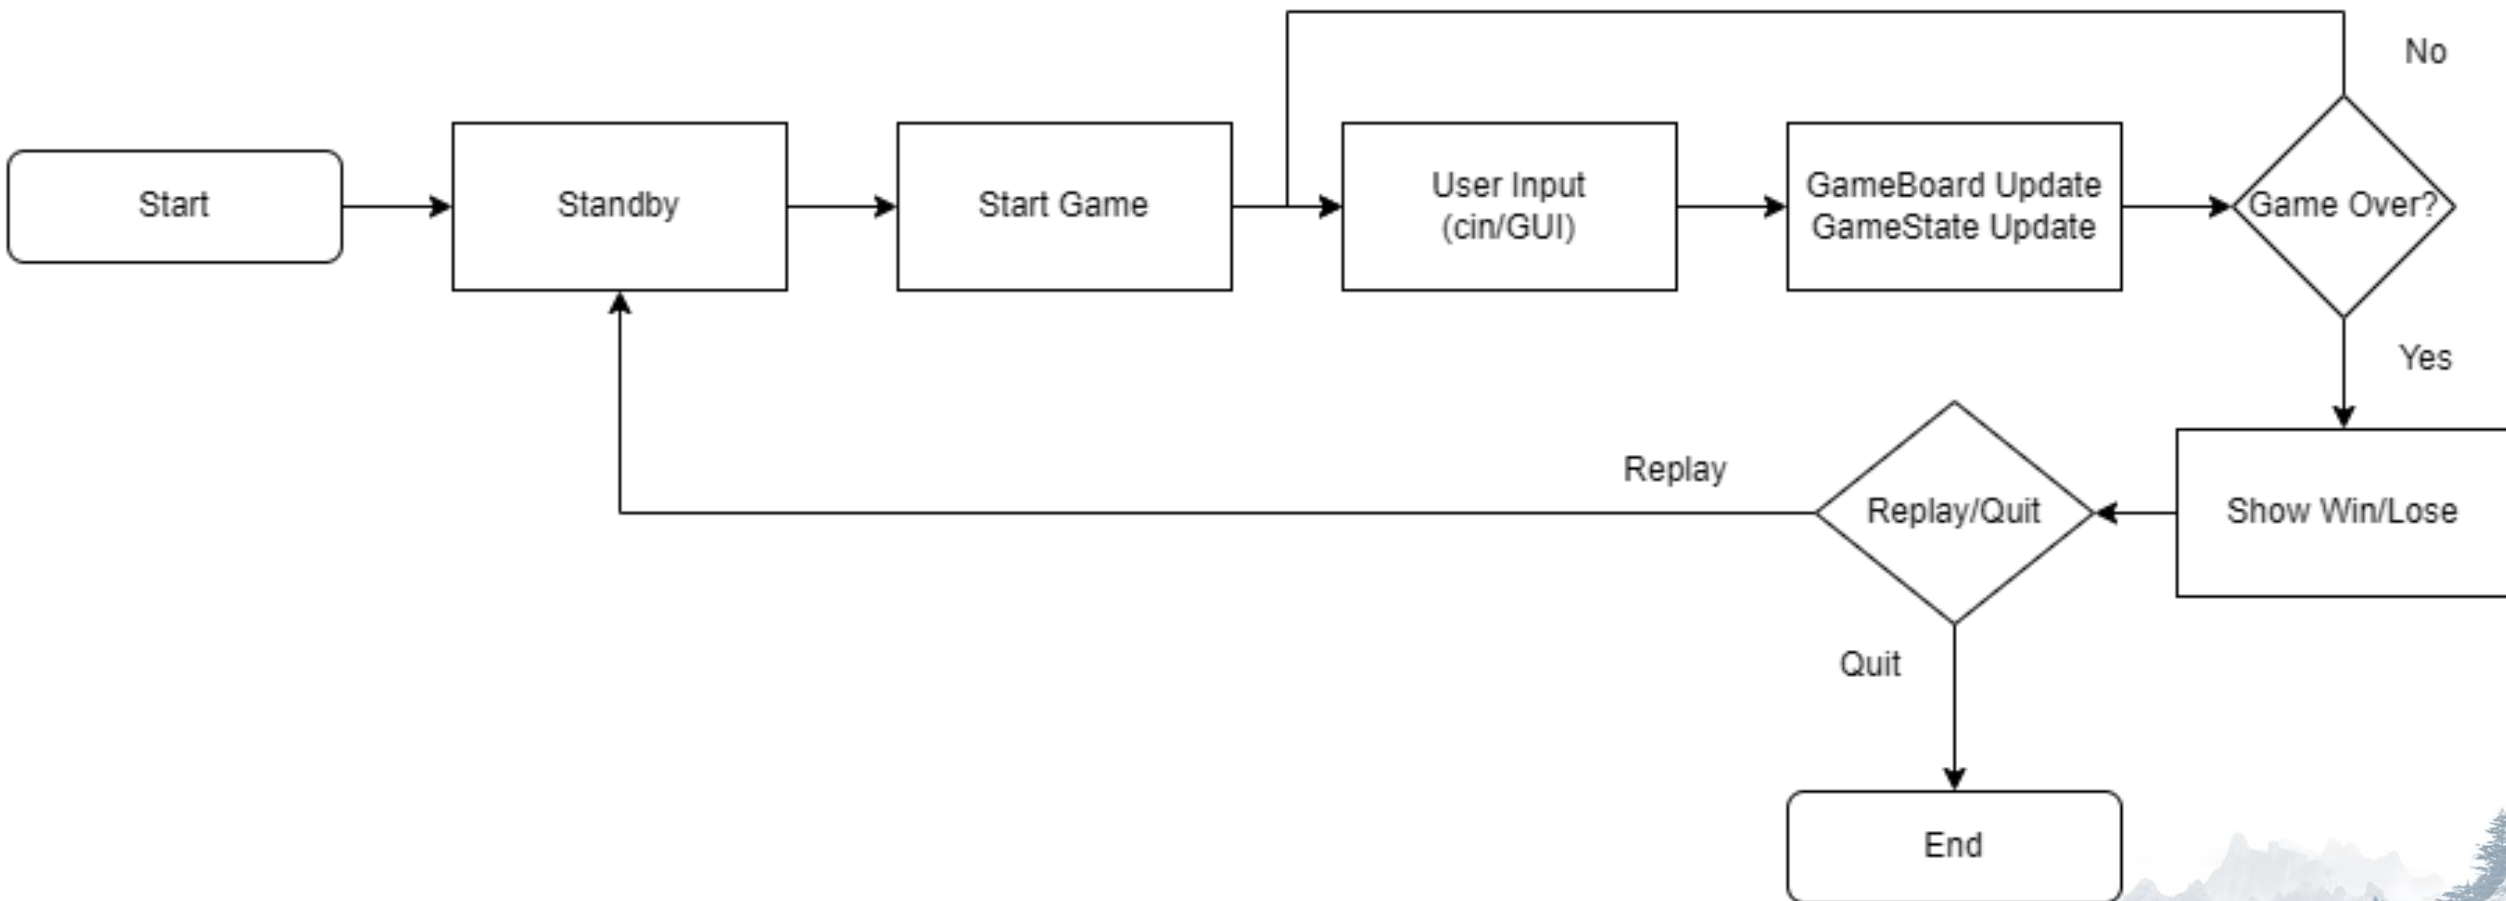 No
Start
Standby
Start Game
User Input
(cin/GUI)
GameBoard Update
GameState Update
Game Over?
Yes
Replay
Replay/Quit
Show Win/Lose
Quit
End